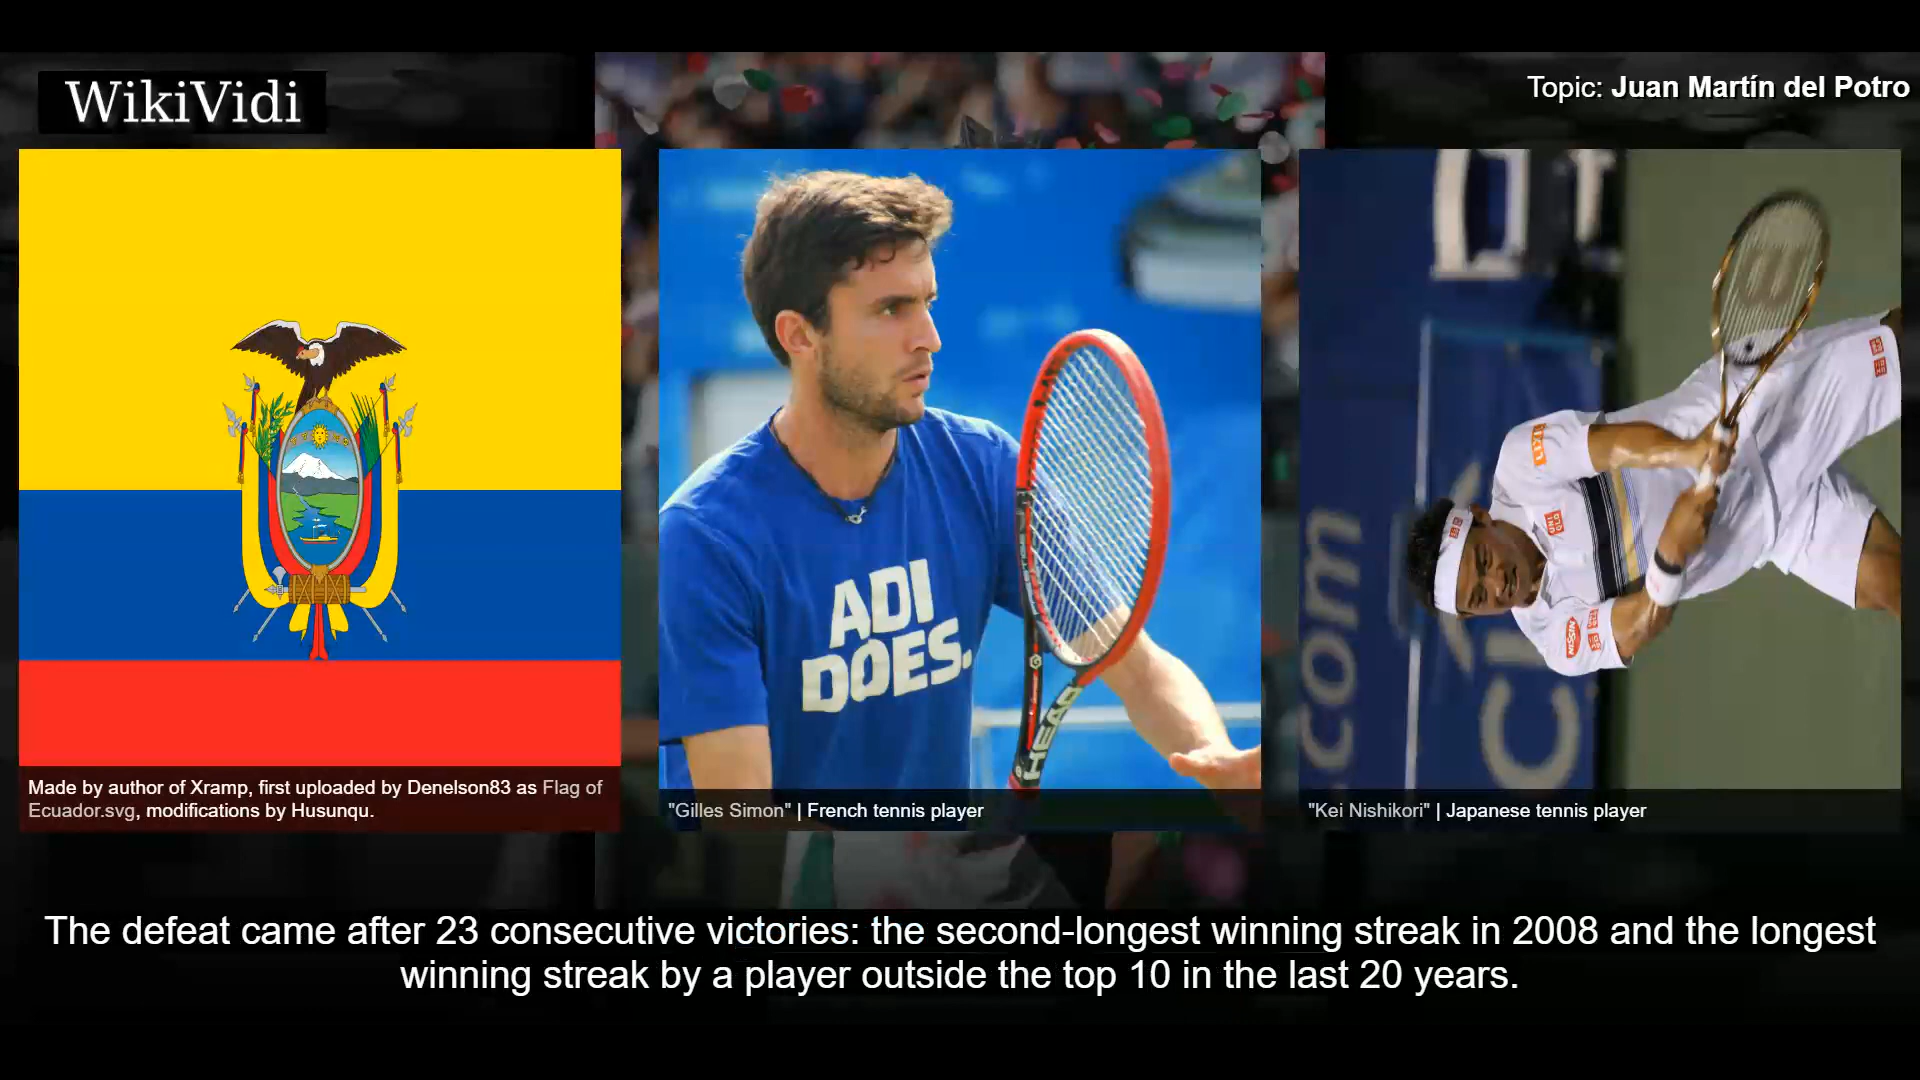 WikiVidi
Topic: Juan Martín del Potro
ADI
DOES.
HEAD
.com
Made by author of Xramp, first uploaded by Denelson83 as Flag of
Ecuador.svg, modifications by Husunqu.
"Gilles Simon" | French tennis player
"Kei Nishikori" | Japanese tennis player
UNI
QLO
NISSIN
The defeat came after 23 consecutive victories: the second-longest winning streak in 2008 and the longest
winning streak by a player outside the top 10 in the last 20 years.